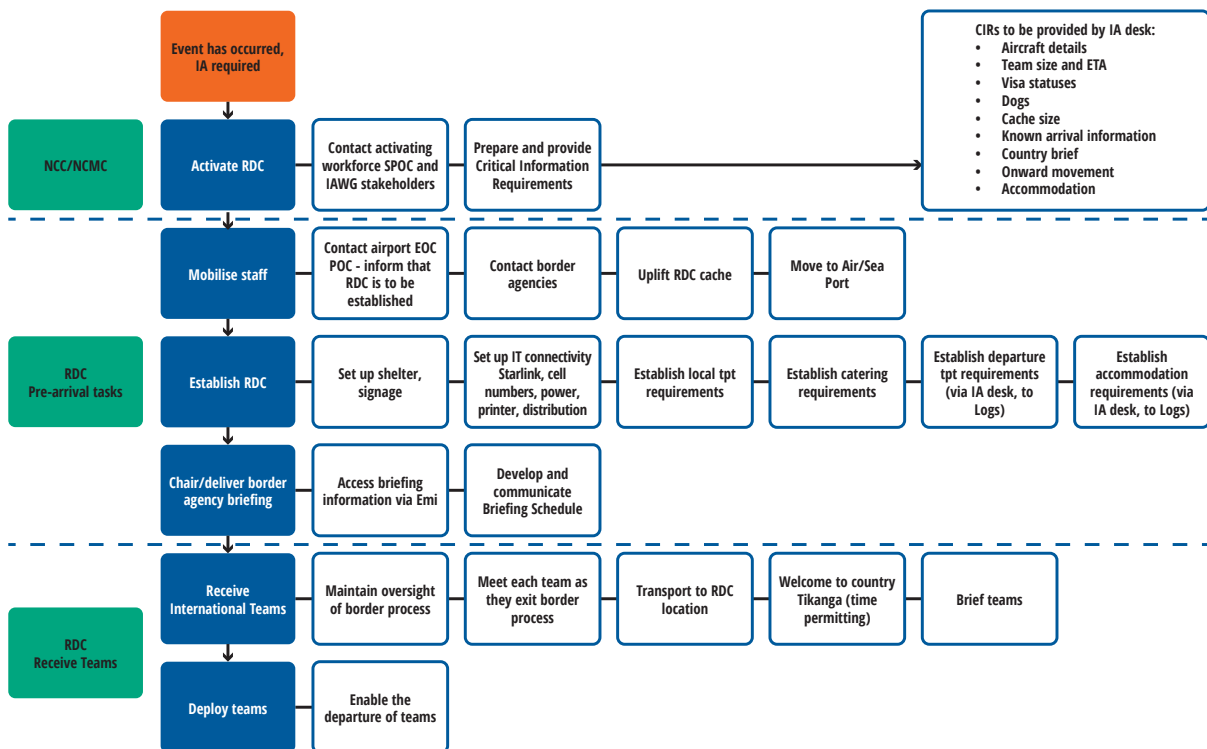 Event has occurred,
IA required
CIRs to be provided by IA desk:
• Aircraft details
• Team size and ETA
• Visa statuses
• Dogs
• Cache size
• Known arrival information
• Country brief
• Onward movement
• Accommodation
NCC/NCMC
Activate RDC
Contact activating
workforce SPOC and
IAWG stakeholders
Prepare and provide
Critical Information
Requirements
RDC
Pre-arrival tasks
Mobilise staff
Contact airport EOC
POC - inform that
RDC is to be
established
Contact border
agencies
Uplift RDC cache
Move to Air/Sea
Port
Establish RDC
Set up shelter,
signage
Set up IT connectivity
Starlink, cell
numbers, power,
printer, distribution
Establish local tpt
requirements
Establish catering
requirements
Establish departure
tpt requirements
(via IA desk, to Logs)
Establish
accommodation
requirements (via
IA desk, to Logs)
Chair/deliver border
agency briefing
Access briefing
information via Emi
Develop and
communicate
Briefing Schedule
RDC
Receive Teams
Receive
International Teams
Maintain oversight
of border process
Meet each team as
they exit border
process
Transport to RDC
location
Welcome to country
Tikanga (time
permitting)
Brief teams
Deploy teams
Enable the
departure of teams